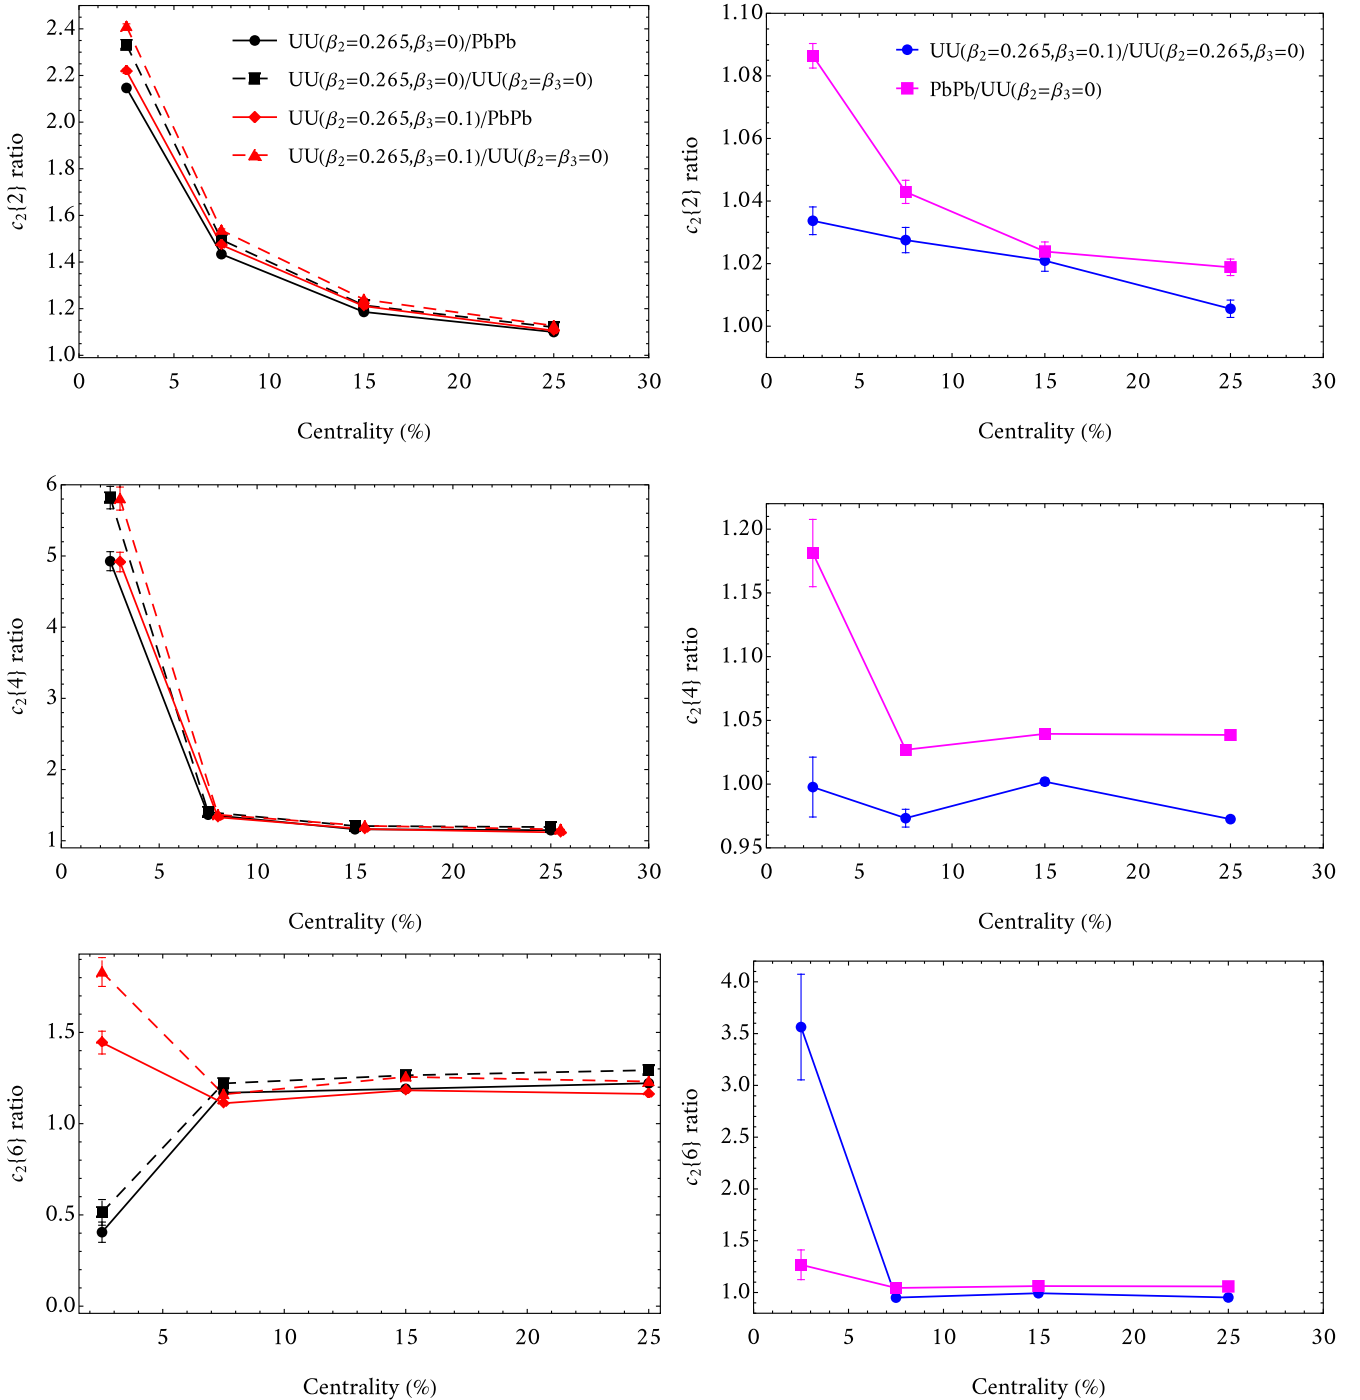 2.4
2.2
2.0
1.8
1.6
1.4
1.2
1.0
c₂{2} ratio
UU(β₂=0.265,β₃=0)/PbPb
UU(β₂=0.265,β₃=0)/UU(β₂=β₃=0)
UU(β₂=0.265,β₃=0.1)/PbPb
UU(β₂=0.265,β₃=0.1)/UU(β₂=β₃=0)
0 5 10 15 20 25 30
Centrality (%)
1.10
1.08
1.06
1.04
1.02
1.00
c₂{2} ratio
UU(β₂=0.265,β₃=0.1)/UU(β₂=0.265,β₃=0)
PbPb/UU(β₂=β₃=0)
0 5 10 15 20 25 30
Centrality (%)
6
5
4
3
2
1
c₂{4} ratio
0 5 10 15 20 25 30
Centrality (%)
1.20
1.15
1.10
1.05
1.00
0.95
c₂{4} ratio
0 5 10 15 20 25 30
Centrality (%)
1.5
1.0
0.5
0.0
c₂{6} ratio
5 10 15 20 25
Centrality (%)
4.0
3.5
3.0
2.5
2.0
1.5
1.0
c₂{6} ratio
0 5 10 15 20 25 30
Centrality (%)